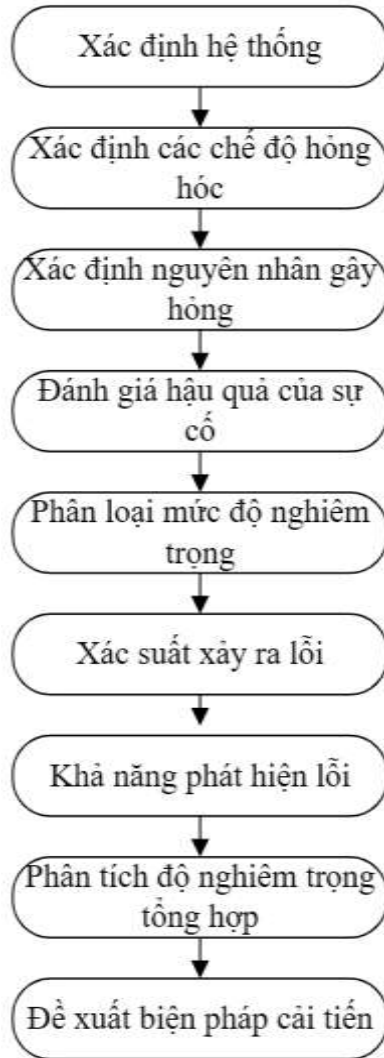 Xác định hệ thống
Xác định các chế độ hỏng
hóc
Xác định nguyên nhân gây
hỏng
Đánh giá hậu quả của sự
cố
Phân loại mức độ nghiêm
trọng
Xác suất xảy ra lỗi
Khả năng phát hiện lỗi
Phân tích độ nghiêm trọng
tổng hợp
Đề xuất biện pháp cải tiến